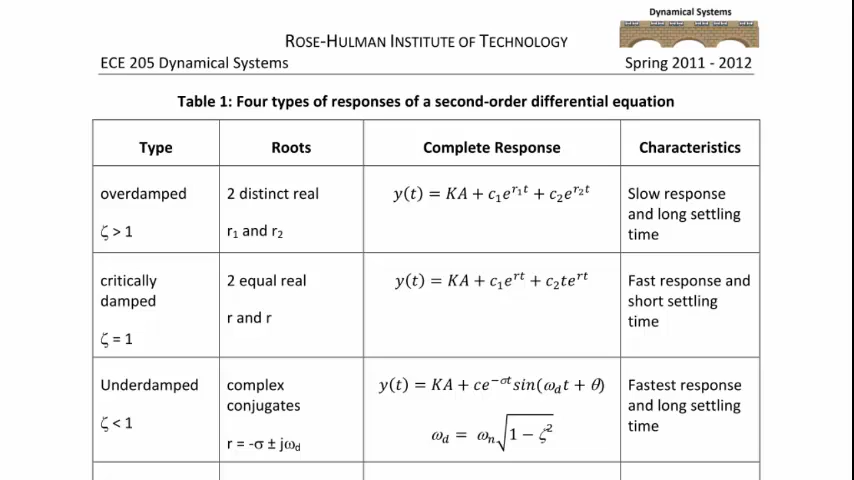 Dynamical Systems
ROSE-HULMAN INSTITUTE OF TECHNOLOGY
ECE 205 Dynamical Systems Spring 2011 - 2012
Table 1: Four types of responses of a second-order differential equation
Type Roots Complete Response Characteristics
overdamped
ζ > 1
2 distinct real
r₁ and r₂
y(t) = KA + c₁e^{r₁t} + c₂e^{r₂t}
Slow response
and long settling
time
critically
damped
ζ = 1
2 equal real
r and r
y(t) = KA + c₁e^{rt} + c₂te^{rt}
Fast response and
short settling
time
Underdamped
ζ < 1
complex
conjugates
r = -σ ± jω_d
y(t) = KA + ce^{-σt}sin(ω_d t + θ)
ω_d = ω_n√(1 − ζ²)
Fastest response
and long settling
time